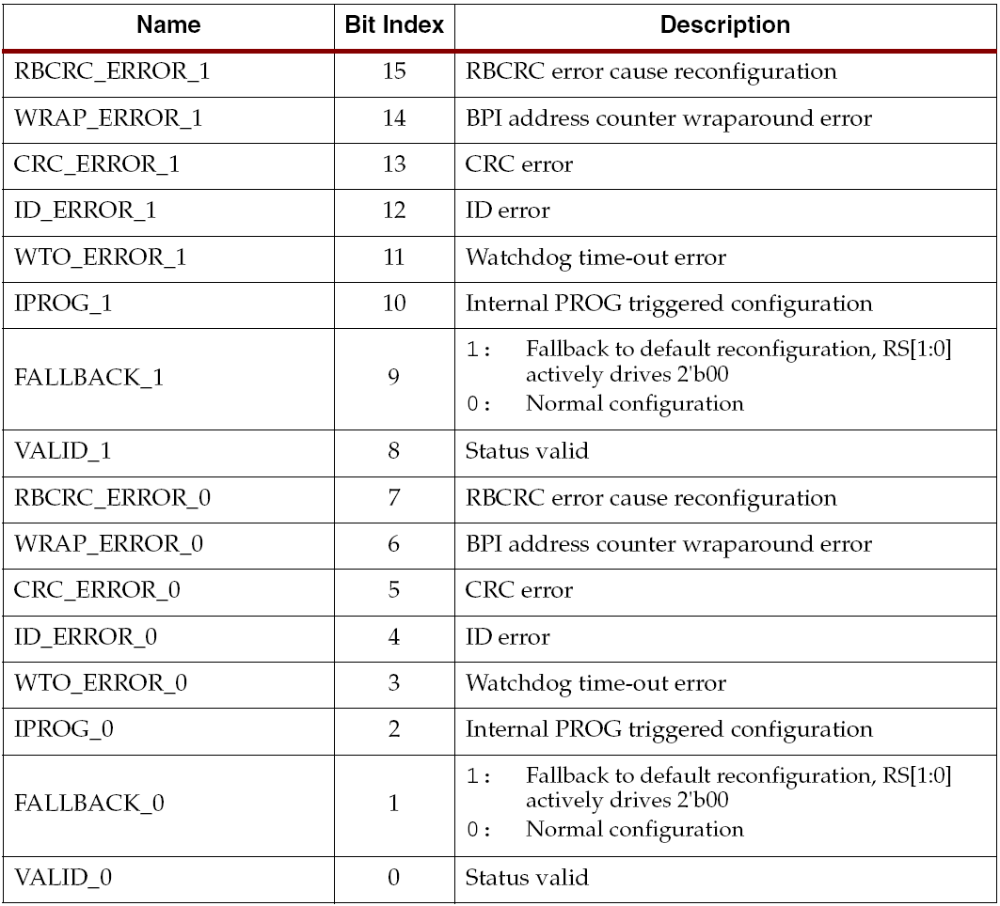 Name Bit Index Description
RBCRC_ERROR_1 15 RBCRC error cause reconfiguration
WRAP_ERROR_1 14 BPI address counter wraparound error
CRC_ERROR_1 13 CRC error
ID_ERROR_1 12 ID error
WTO_ERROR_1 11 Watchdog time-out error
IPROG_1 10 Internal PROG triggered configuration
FALLBACK_1 9 1: Fallback to default reconfiguration, RS[1:0]
actively drives 2'b00
0: Normal configuration
VALID_1 8 Status valid
RBCRC_ERROR_0 7 RBCRC error cause reconfiguration
WRAP_ERROR_0 6 BPI address counter wraparound error
CRC_ERROR_0 5 CRC error
ID_ERROR_0 4 ID error
WTO_ERROR_0 3 Watchdog time-out error
IPROG_0 2 Internal PROG triggered configuration
FALLBACK_0 1 1: Fallback to default reconfiguration, RS[1:0]
actively drives 2'b00
0: Normal configuration
VALID_0 0 Status valid